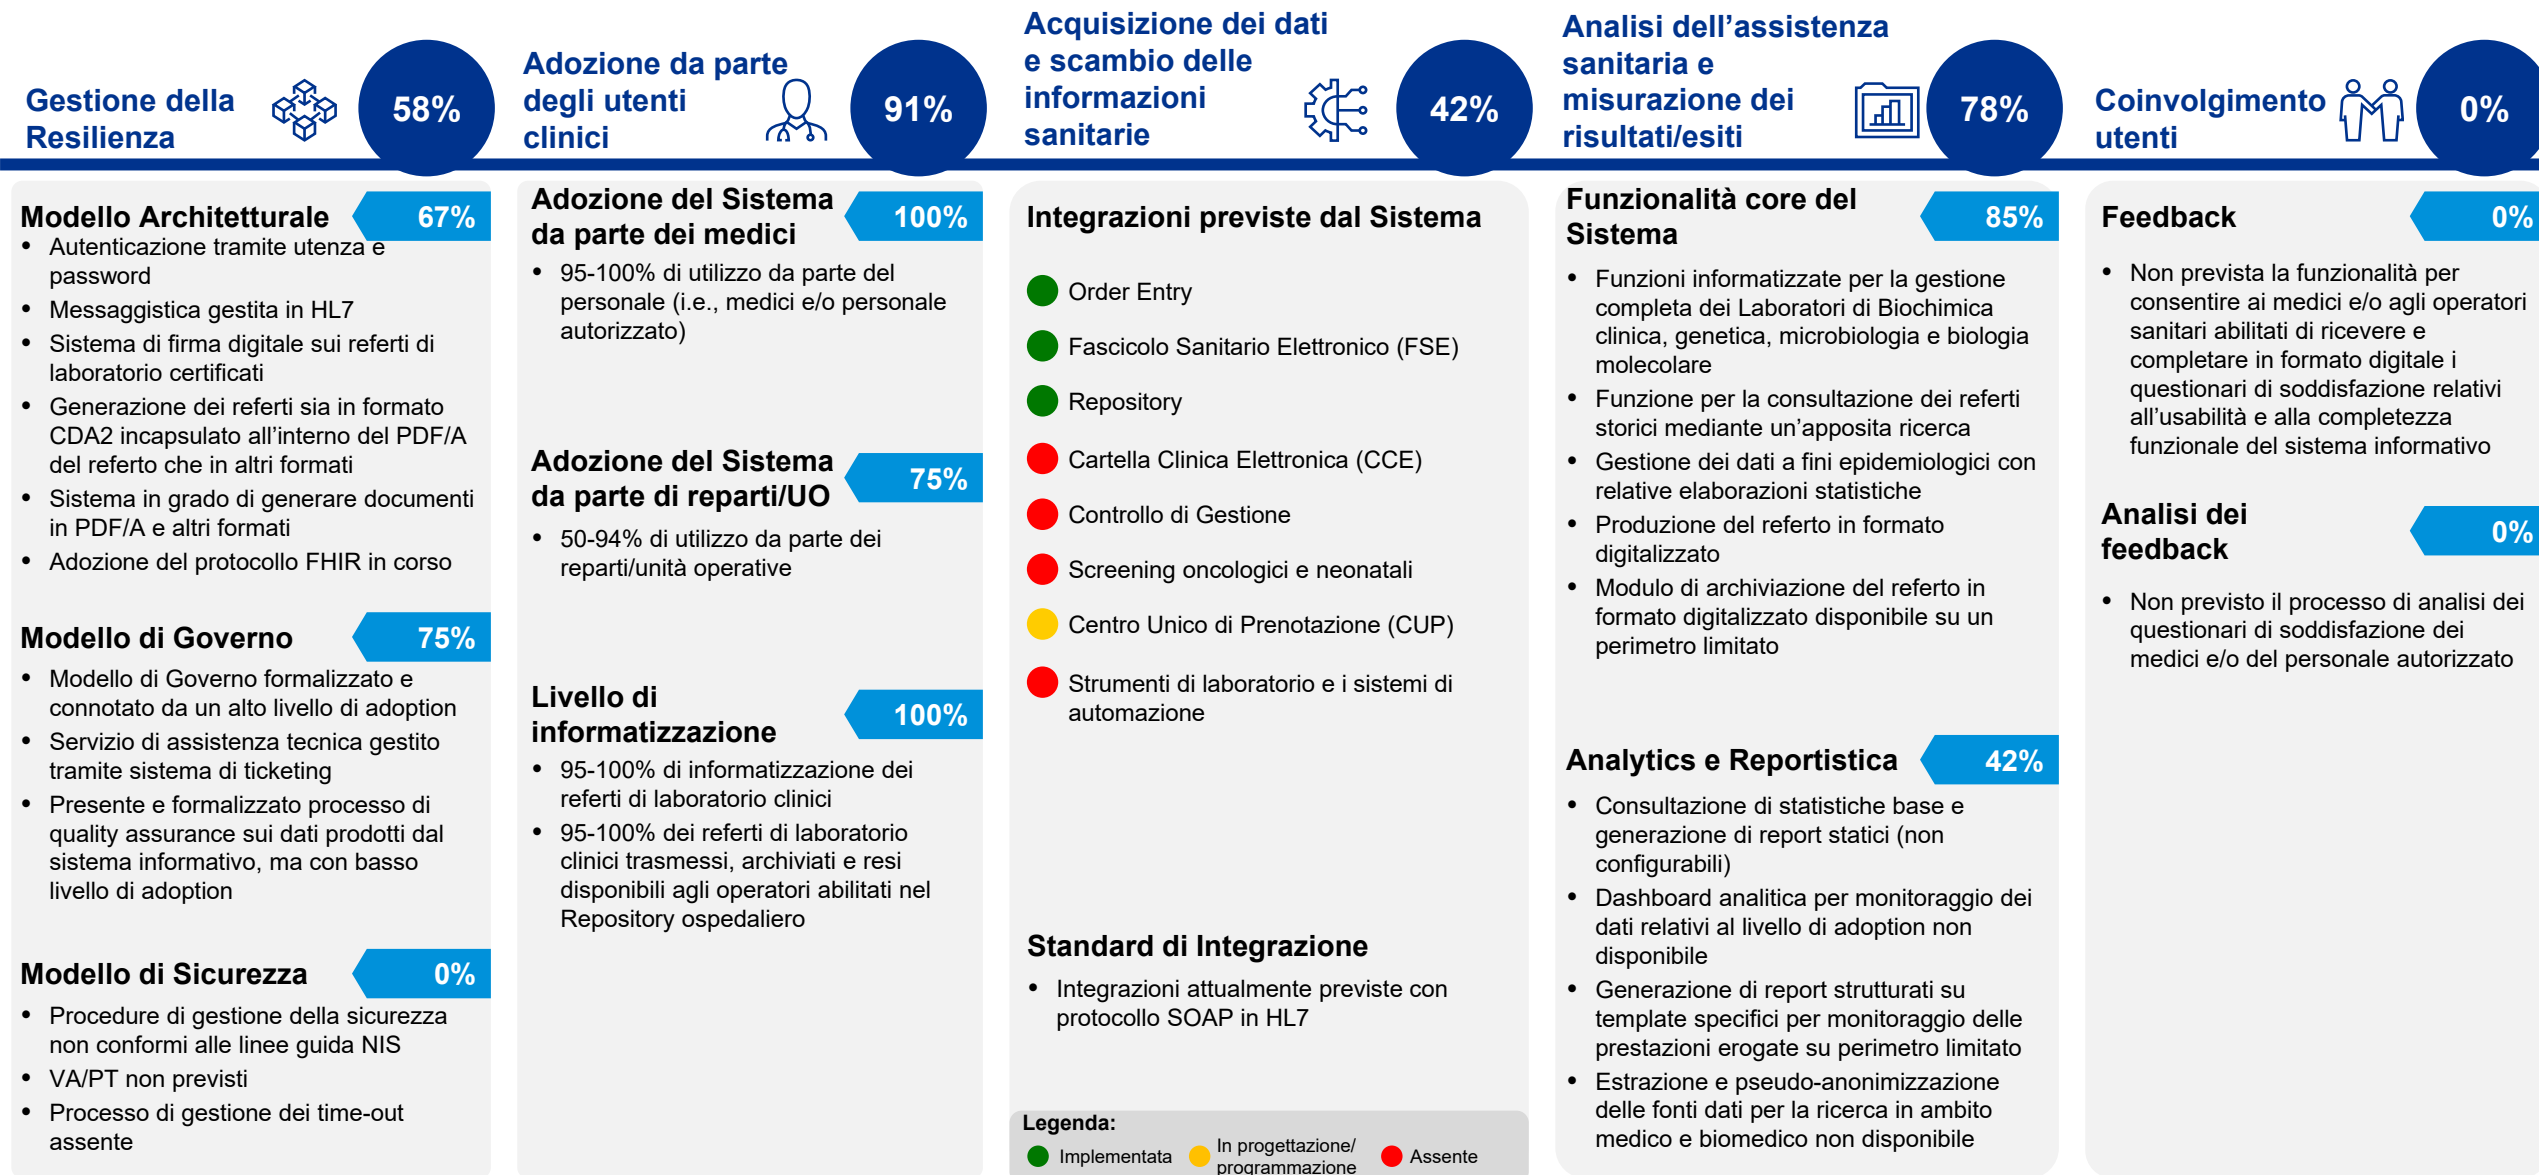 Gestione della
Resilienza
58%
Adozione da parte
degli utenti
clinici
91%
Acquisizione dei dati
e scambio delle
informazioni
sanitarie
42%
Analisi dell’assistenza
sanitaria e
misurazione dei
risultati/esiti
78%
Coinvolgimento
utenti
0%
Modello Architetturale
67%
• Autenticazione tramite utenza e
password
• Messaggistica gestita in HL7
• Sistema di firma digitale sui referti di
laboratorio certificati
• Generazione dei referti sia in formato
CDA2 incapsulato all’interno del PDF/A
del referto che in altri formati
• Sistema in grado di generare documenti
in PDF/A e altri formati
• Adozione del protocollo FHIR in corso
Modello di Governo
75%
• Modello di Governo formalizzato e
connotato da un alto livello di adoption
• Servizio di assistenza tecnica gestito
tramite sistema di ticketing
• Presente e formalizzato processo di
quality assurance sui dati prodotti dal
sistema informativo, ma con basso
livello di adoption
Modello di Sicurezza
0%
• Procedure di gestione della sicurezza
non conformi alle linee guida NIS
• VA/PT non previsti
• Processo di gestione dei time-out
assente
Adozione del Sistema
da parte dei medici
100%
• 95-100% di utilizzo da parte del
personale (i.e., medici e/o personale
autorizzato)
Adozione del Sistema
da parte di reparti/UO
75%
• 50-94% di utilizzo da parte dei
reparti/unità operative
Livello di
informatizzazione
100%
• 95-100% di informatizzazione dei
referti di laboratorio clinici
• 95-100% dei referti di laboratorio
clinici trasmessi, archiviati e resi
disponibili agli operatori abilitati nel
Repository ospedaliero
Integrazioni previste dal Sistema
Order Entry
Fascicolo Sanitario Elettronico (FSE)
Repository
Cartella Clinica Elettronica (CCE)
Controllo di Gestione
Screening oncologici e neonatali
Centro Unico di Prenotazione (CUP)
Strumenti di laboratorio e i sistemi di
automazione
Standard di Integrazione
• Integrazioni attualmente previste con
protocollo SOAP in HL7
Legenda:
Implementata
In progettazione/
programmazione
Assente
Funzionalità core del
Sistema
85%
• Funzioni informatizzate per la gestione
completa dei Laboratori di Biochimica
clinica, genetica, microbiologia e biologia
molecolare
• Funzione per la consultazione dei referti
storici mediante un’apposita ricerca
• Gestione dei dati a fini epidemiologici con
relative elaborazioni statistiche
• Produzione del referto in formato
digitalizzato
• Modulo di archiviazione del referto in
formato digitalizzato disponibile su un
perimetro limitato
Analytics e Reportistica
42%
• Consultazione di statistiche base e
generazione di report statici (non
configurabili)
• Dashboard analitica per monitoraggio dei
dati relativi al livello di adoption non
disponibile
• Generazione di report strutturati su
template specifici per monitoraggio delle
prestazioni erogate su perimetro limitato
• Estrazione e pseudo-anonimizzazione
delle fonti dati per la ricerca in ambito
medico e biomedico non disponibile
Feedback
0%
• Non prevista la funzionalità per
consentire ai medici e/o agli operatori
sanitari abilitati di ricevere e
completare in formato digitale i
questionari di soddisfazione relativi
all’usabilità e alla completezza
funzionale del sistema informativo
Analisi dei
feedback
0%
• Non previsto il processo di analisi dei
questionari di soddisfazione dei
medici e/o del personale autorizzato